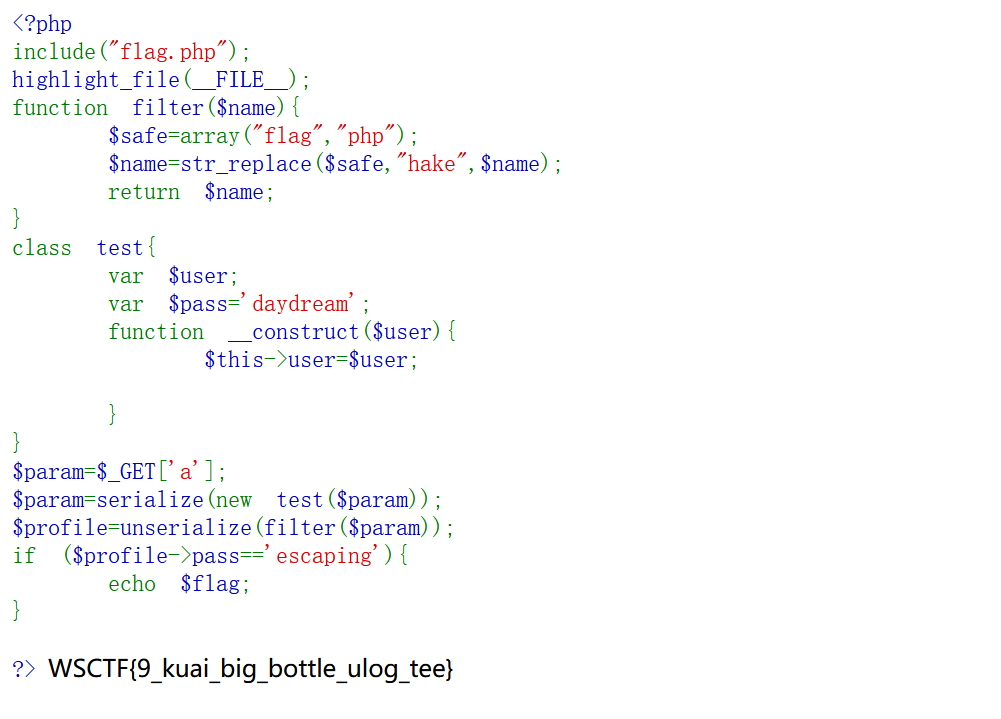 <?php
include("flag.php");
highlight_file(__FILE__);
function filter($name){
        $safe=array("flag","php");
        $name=str_replace($safe,"hake",$name);
        return $name;
}
class test{
        var $user;
        var $pass='daydream';
        function __construct($user){
                $this->user=$user;
        }
}
$param=$_GET['a'];
$param=serialize(new test($param));
$profile=unserialize(filter($param));
if ($profile->pass=='escaping'){
        echo $flag;
}
?> WSCTF{9_kuai_big_bottle_ulog_tee}